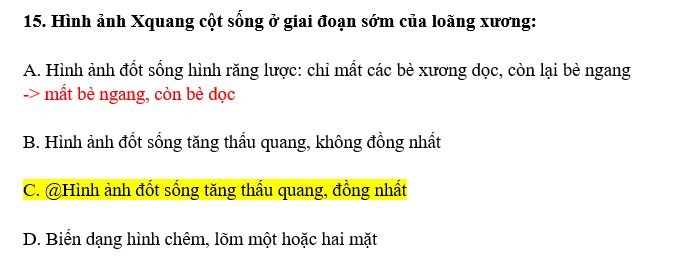 15. Hình ảnh Xquang cột sống ở giai đoạn sớm của loãng xương:
A. Hình ảnh đốt sống hình răng lược: chỉ mất các bè xương dọc, còn lại bè ngang
-> mất bè ngang, còn bè dọc
B. Hình ảnh đốt sống tăng thấu quang, không đồng nhất
C. @Hình ảnh đốt sống tăng thấu quang, đồng nhất
D. Biến dạng hình chêm, lõm một hoặc hai mặt